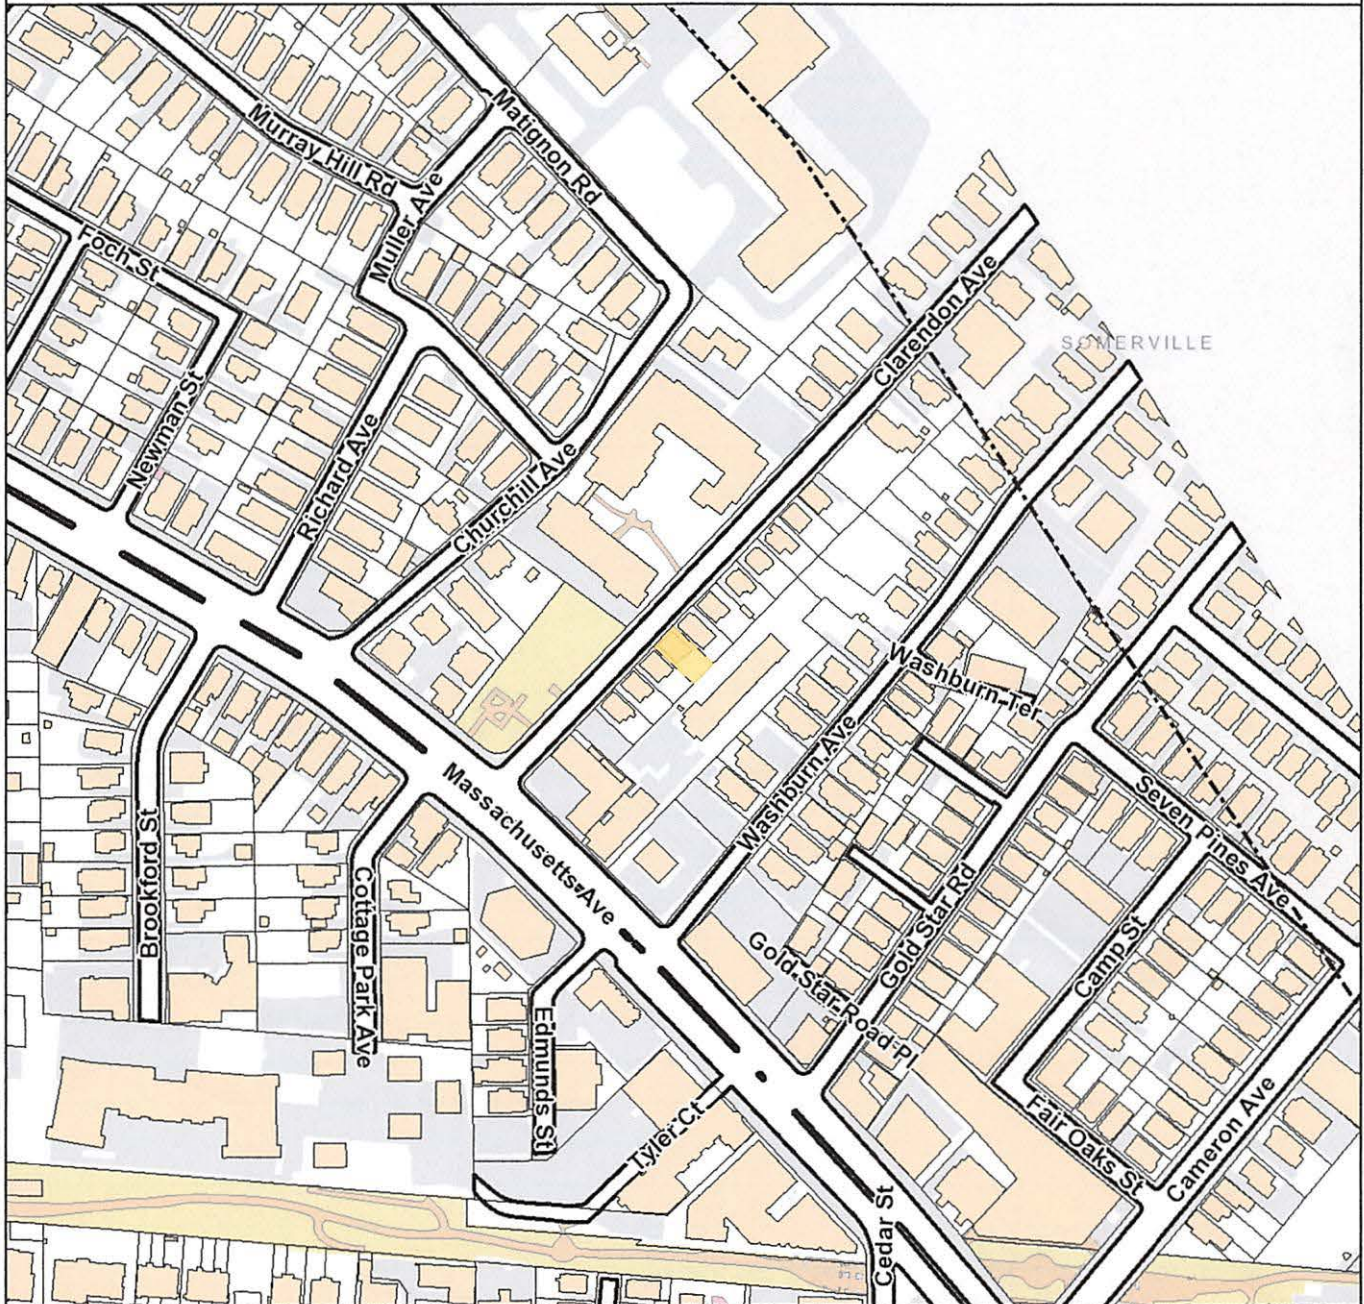 Matignon Rd
Murray Hill Rd
Muller Ave
Foch St
Clarendon Ave
SOMERVILLE
Newman St
Richard Ave
Churchill Ave
Washburn Ter
Washburn Ave
Massachusetts Ave
Seven Pines Ave
Brookford St
Cottage Park Ave
Gold Star Rd
Camp St
Gold Star Road Pl
Edmunds St
Tyler Ct
Fair Oaks St
Cameron Ave
Cedar St